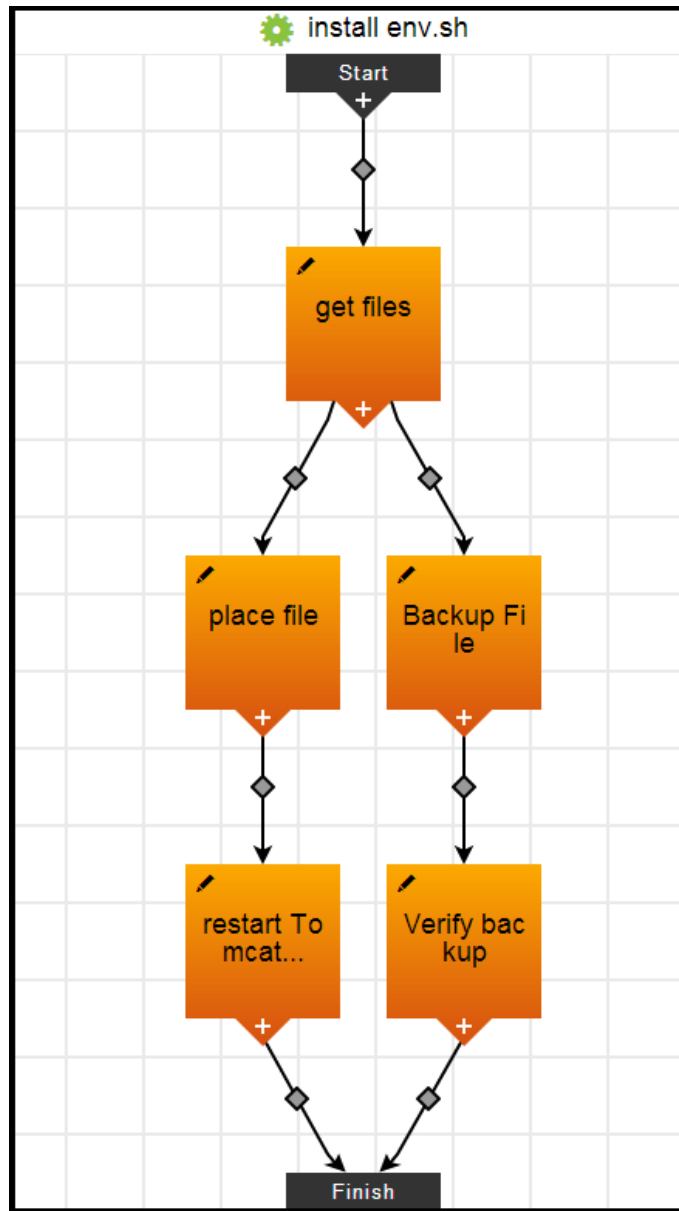 install env.sh
Start
get files
place file
Backup Fi
le
restart To
mcat...
Verify bac
kup
Finish